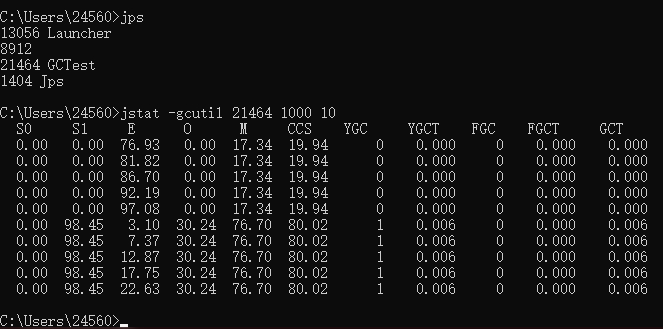 C:\Users\24560>jps
13056 Launcher
8912
21464 GCTest
1404 Jps
C:\Users\24560>jstat -gcutil 21464 1000 10
S0 S1 E O M CCS YGC YGCT FGC FGCT GCT
0.00 0.00 76.93 0.00 17.34 19.94 0 0.000 0 0.000 0.000
0.00 0.00 81.82 0.00 17.34 19.94 0 0.000 0 0.000 0.000
0.00 0.00 86.70 0.00 17.34 19.94 0 0.000 0 0.000 0.000
0.00 0.00 92.19 0.00 17.34 19.94 0 0.000 0 0.000 0.000
0.00 0.00 97.08 0.00 17.34 19.94 0 0.000 0 0.000 0.000
0.00 98.45 3.10 30.24 76.70 80.02 1 0.006 0 0.000 0.006
0.00 98.45 7.37 30.24 76.70 80.02 1 0.006 0 0.000 0.006
0.00 98.45 12.87 30.24 76.70 80.02 1 0.006 0 0.000 0.006
0.00 98.45 17.75 30.24 76.70 80.02 1 0.006 0 0.000 0.006
0.00 98.45 22.63 30.24 76.70 80.02 1 0.006 0 0.000 0.006
C:\Users\24560>